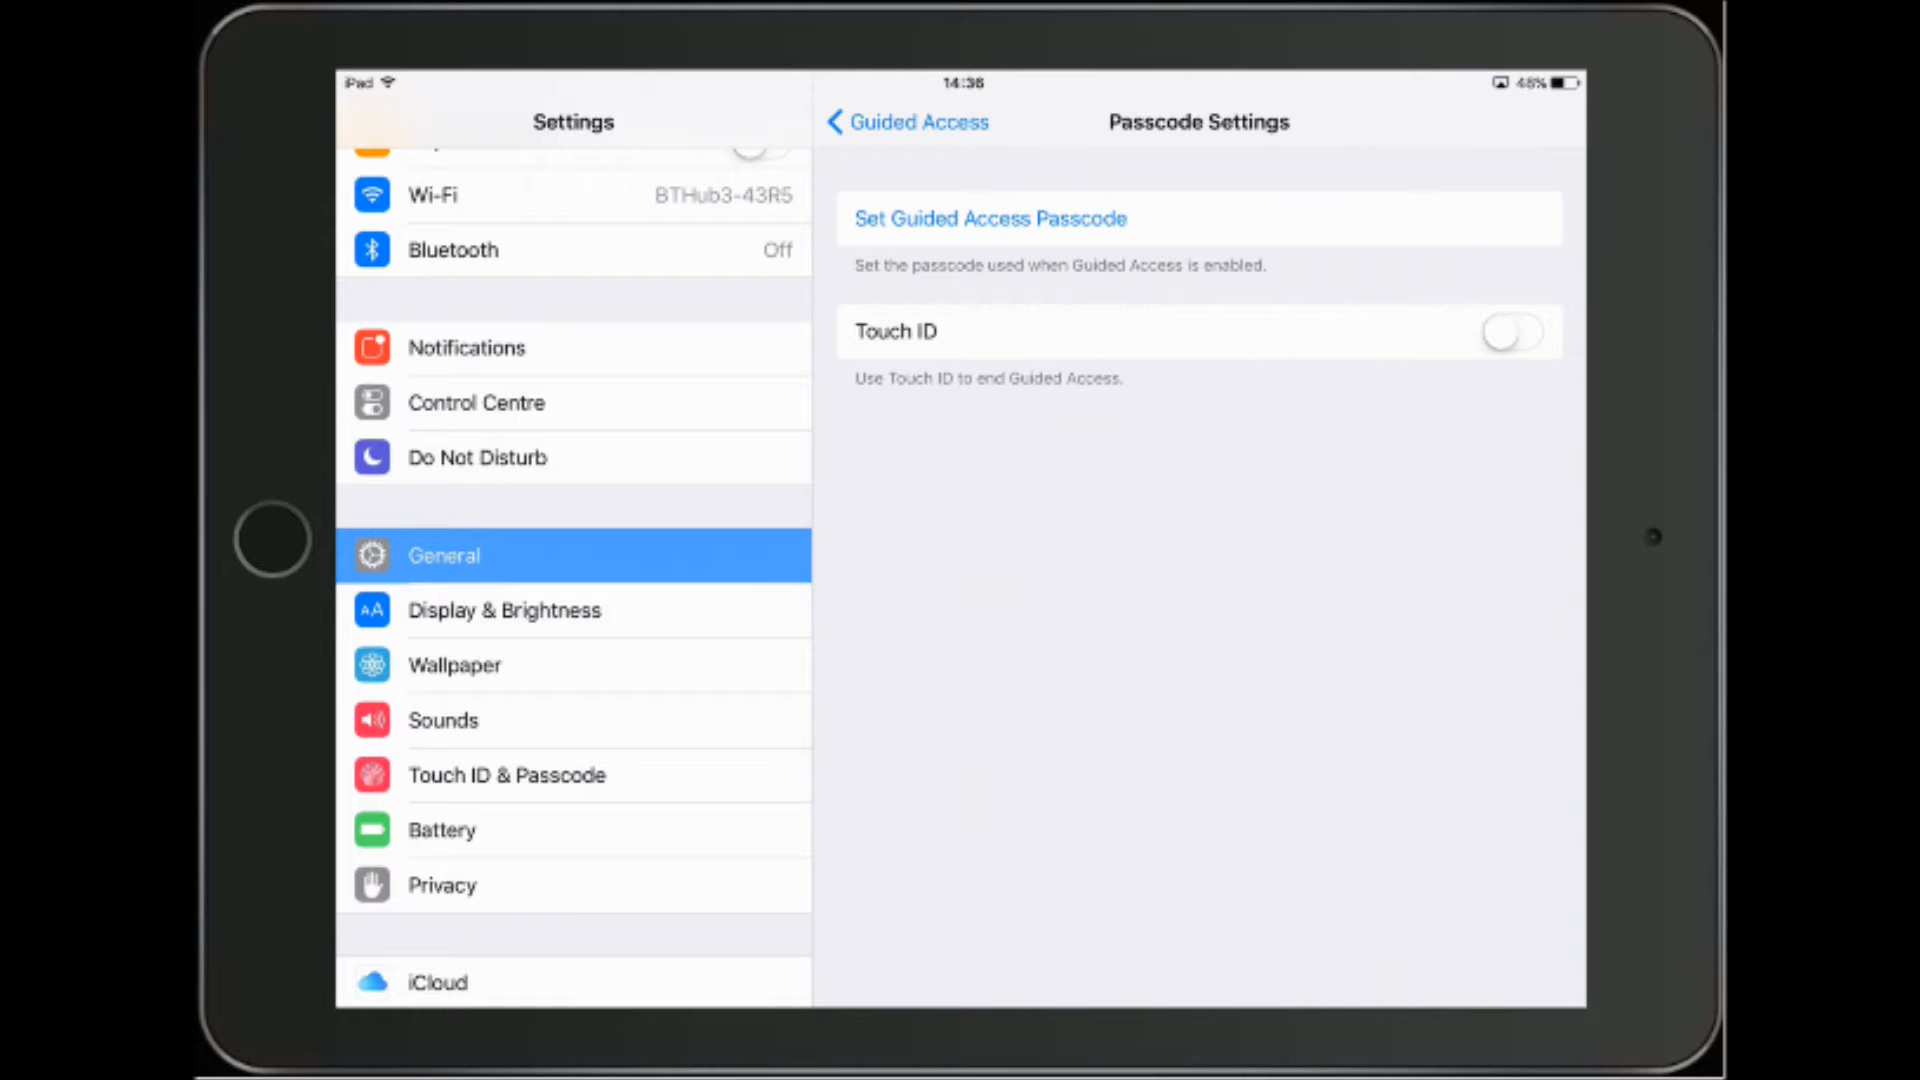 iPad
14:36
48%
Settings
Guided Access
Passcode Settings
Wi-Fi
BTHub3-43R5
Bluetooth
Off
Notifications
Control Centre
Do Not Disturb
General
Display & Brightness
Wallpaper
Sounds
Touch ID & Passcode
Battery
Privacy
iCloud
Set Guided Access Passcode
Set the passcode used when Guided Access is enabled.
Touch ID
Use Touch ID to end Guided Access.
AA